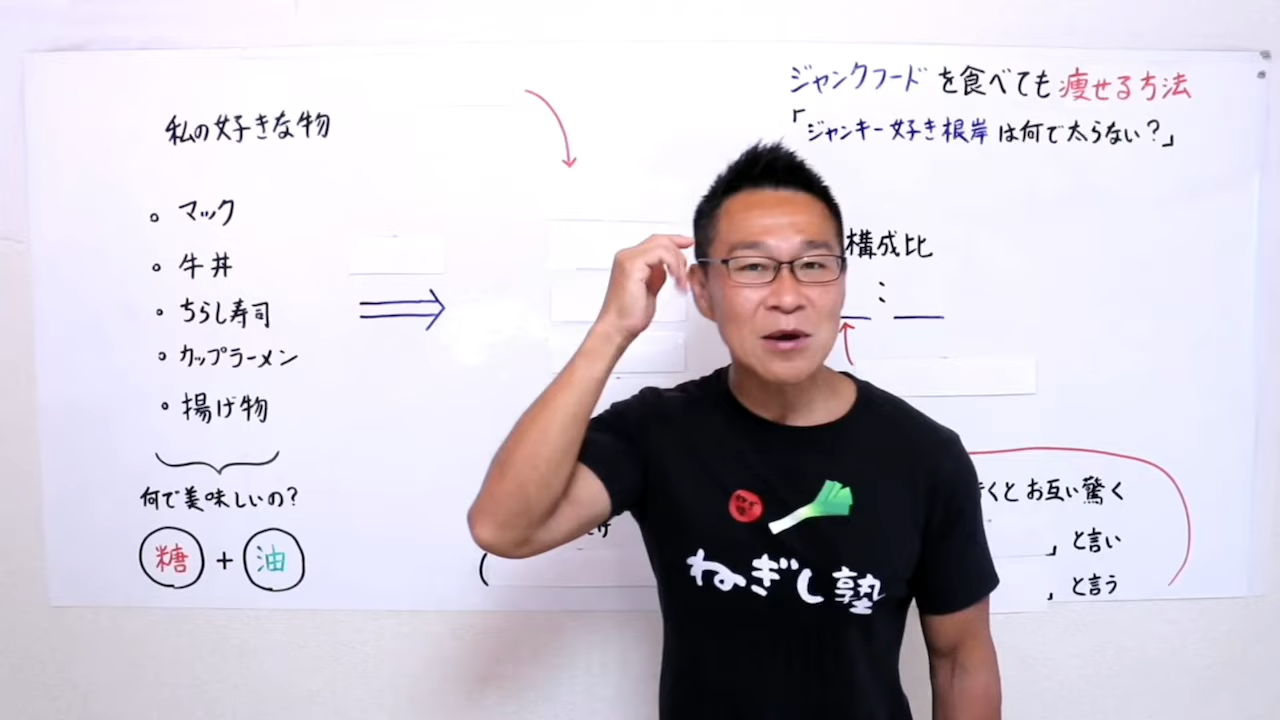 ジャンクフードを食べても痩せる方法
「ジャンキー好き根岸は何で太らない？」
私の好きな物
マック
牛丼
ちらし寿司
カップラーメン
揚げ物
何で美味しいの？
糖 + 油
構成比
:
くとお互い驚く
」と言い
」と言う
ねぎし塾